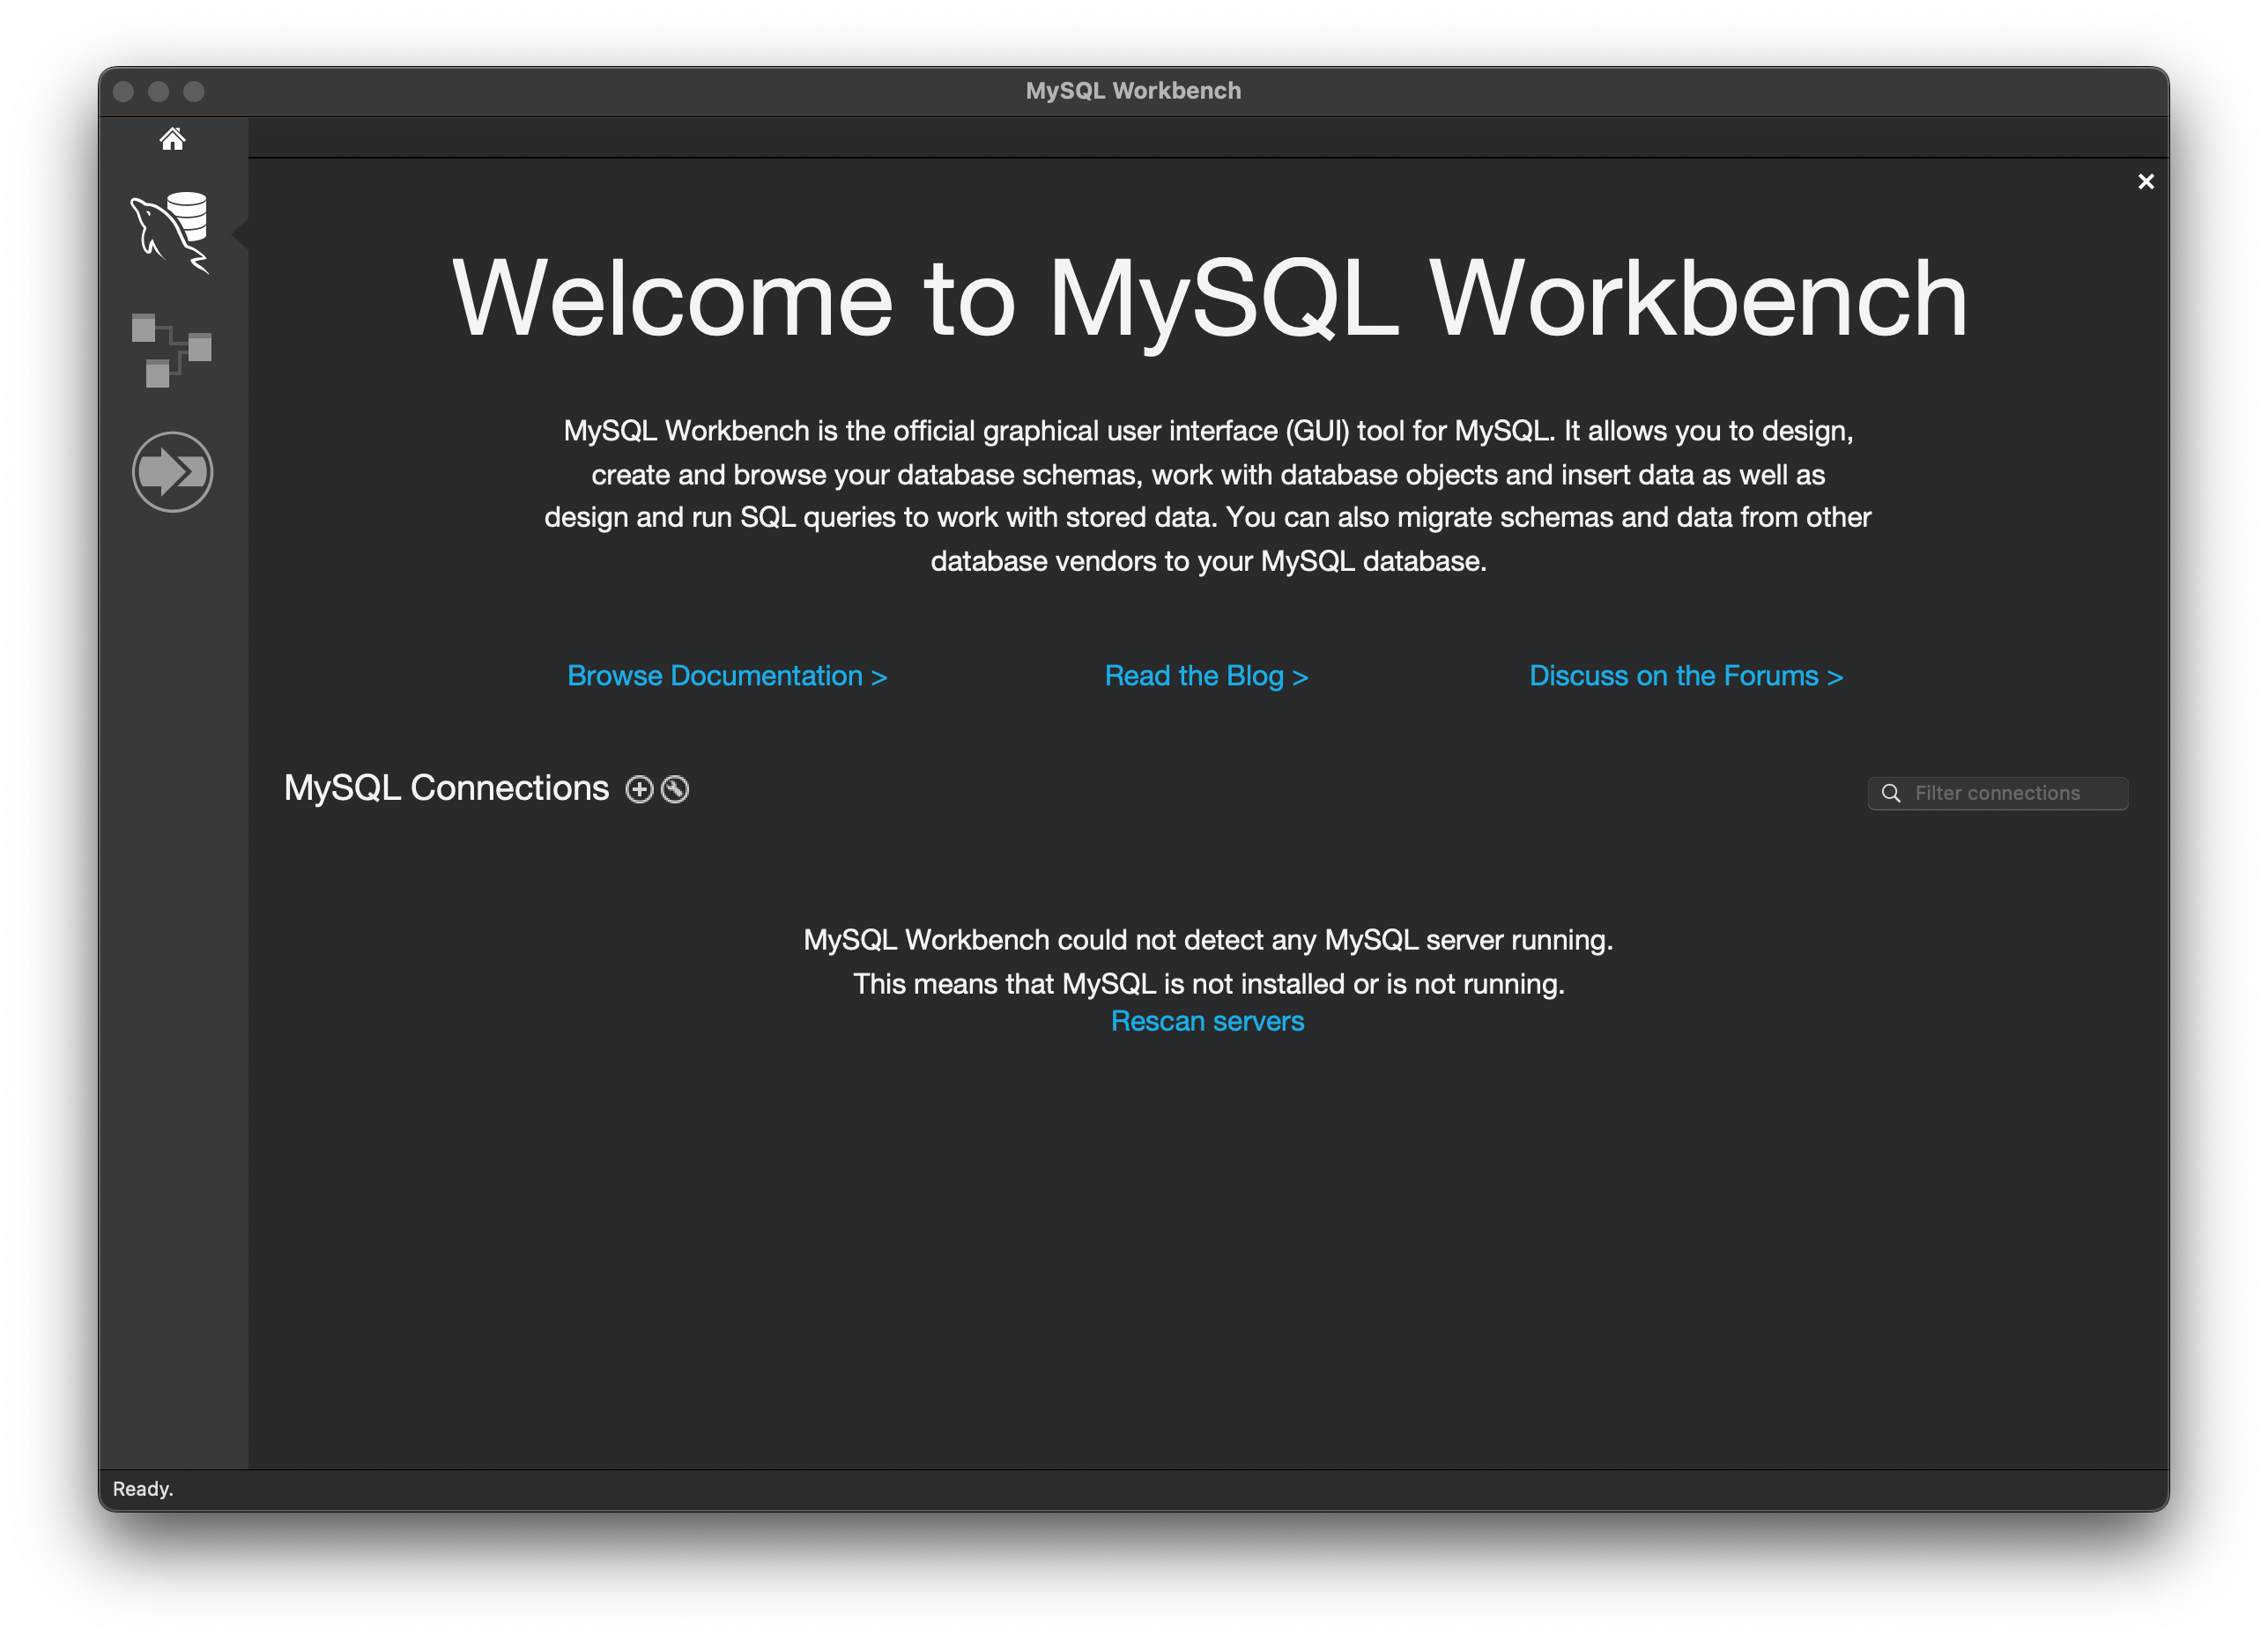 MySQL Workbench
Welcome to MySQL Workbench
MySQL Workbench is the official graphical user interface (GUI) tool for MySQL. It allows you to design,
create and browse your database schemas, work with database objects and insert data as well as
design and run SQL queries to work with stored data. You can also migrate schemas and data from other
database vendors to your MySQL database.
Browse Documentation >
Read the Blog >
Discuss on the Forums >
MySQL Connections
Filter connections
MySQL Workbench could not detect any MySQL server running.
This means that MySQL is not installed or is not running.
Rescan servers
Ready.